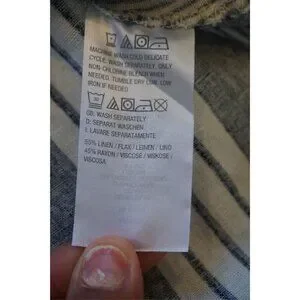 MACHINE WASH COLD DELICATE
CYCLE. WASH SEPARATELY. ONLY
NON-CHLORINE BLEACH WHEN
NEEDED. TUMBLE DRY LOW. LOW
IRON IF NEEDED
GB: WASH SEPARATELY
D: SEPARAT WASCHEN
I: LAVARE SEPARATAMENTE
55% LINEN / FLAX / LEINEN / LINO
45% RAYON / VISCOSE / VISKOSE /
VISCOSA